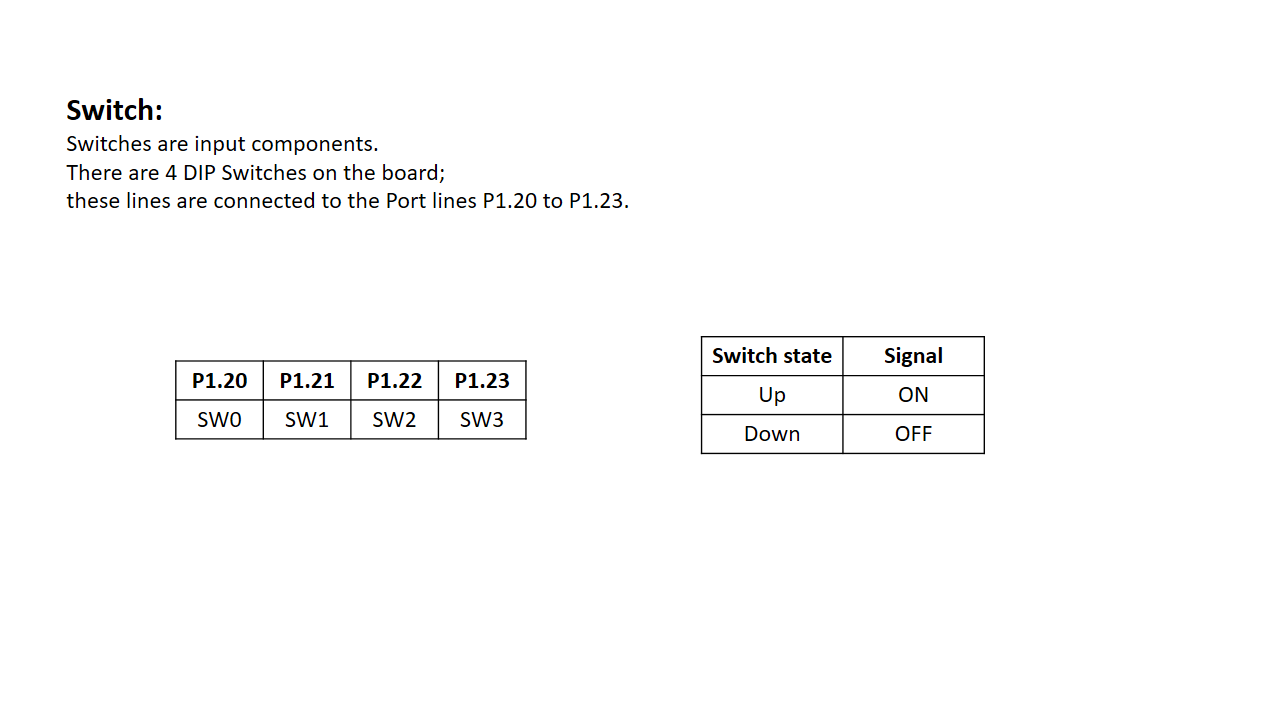 Switch:
Switches are input components.
There are 4 DIP Switches on the board;
these lines are connected to the Port lines P1.20 to P1.23.
P1.20 P1.21 P1.22 P1.23
SW0 SW1 SW2 SW3
Switch state Signal
Up ON
Down OFF